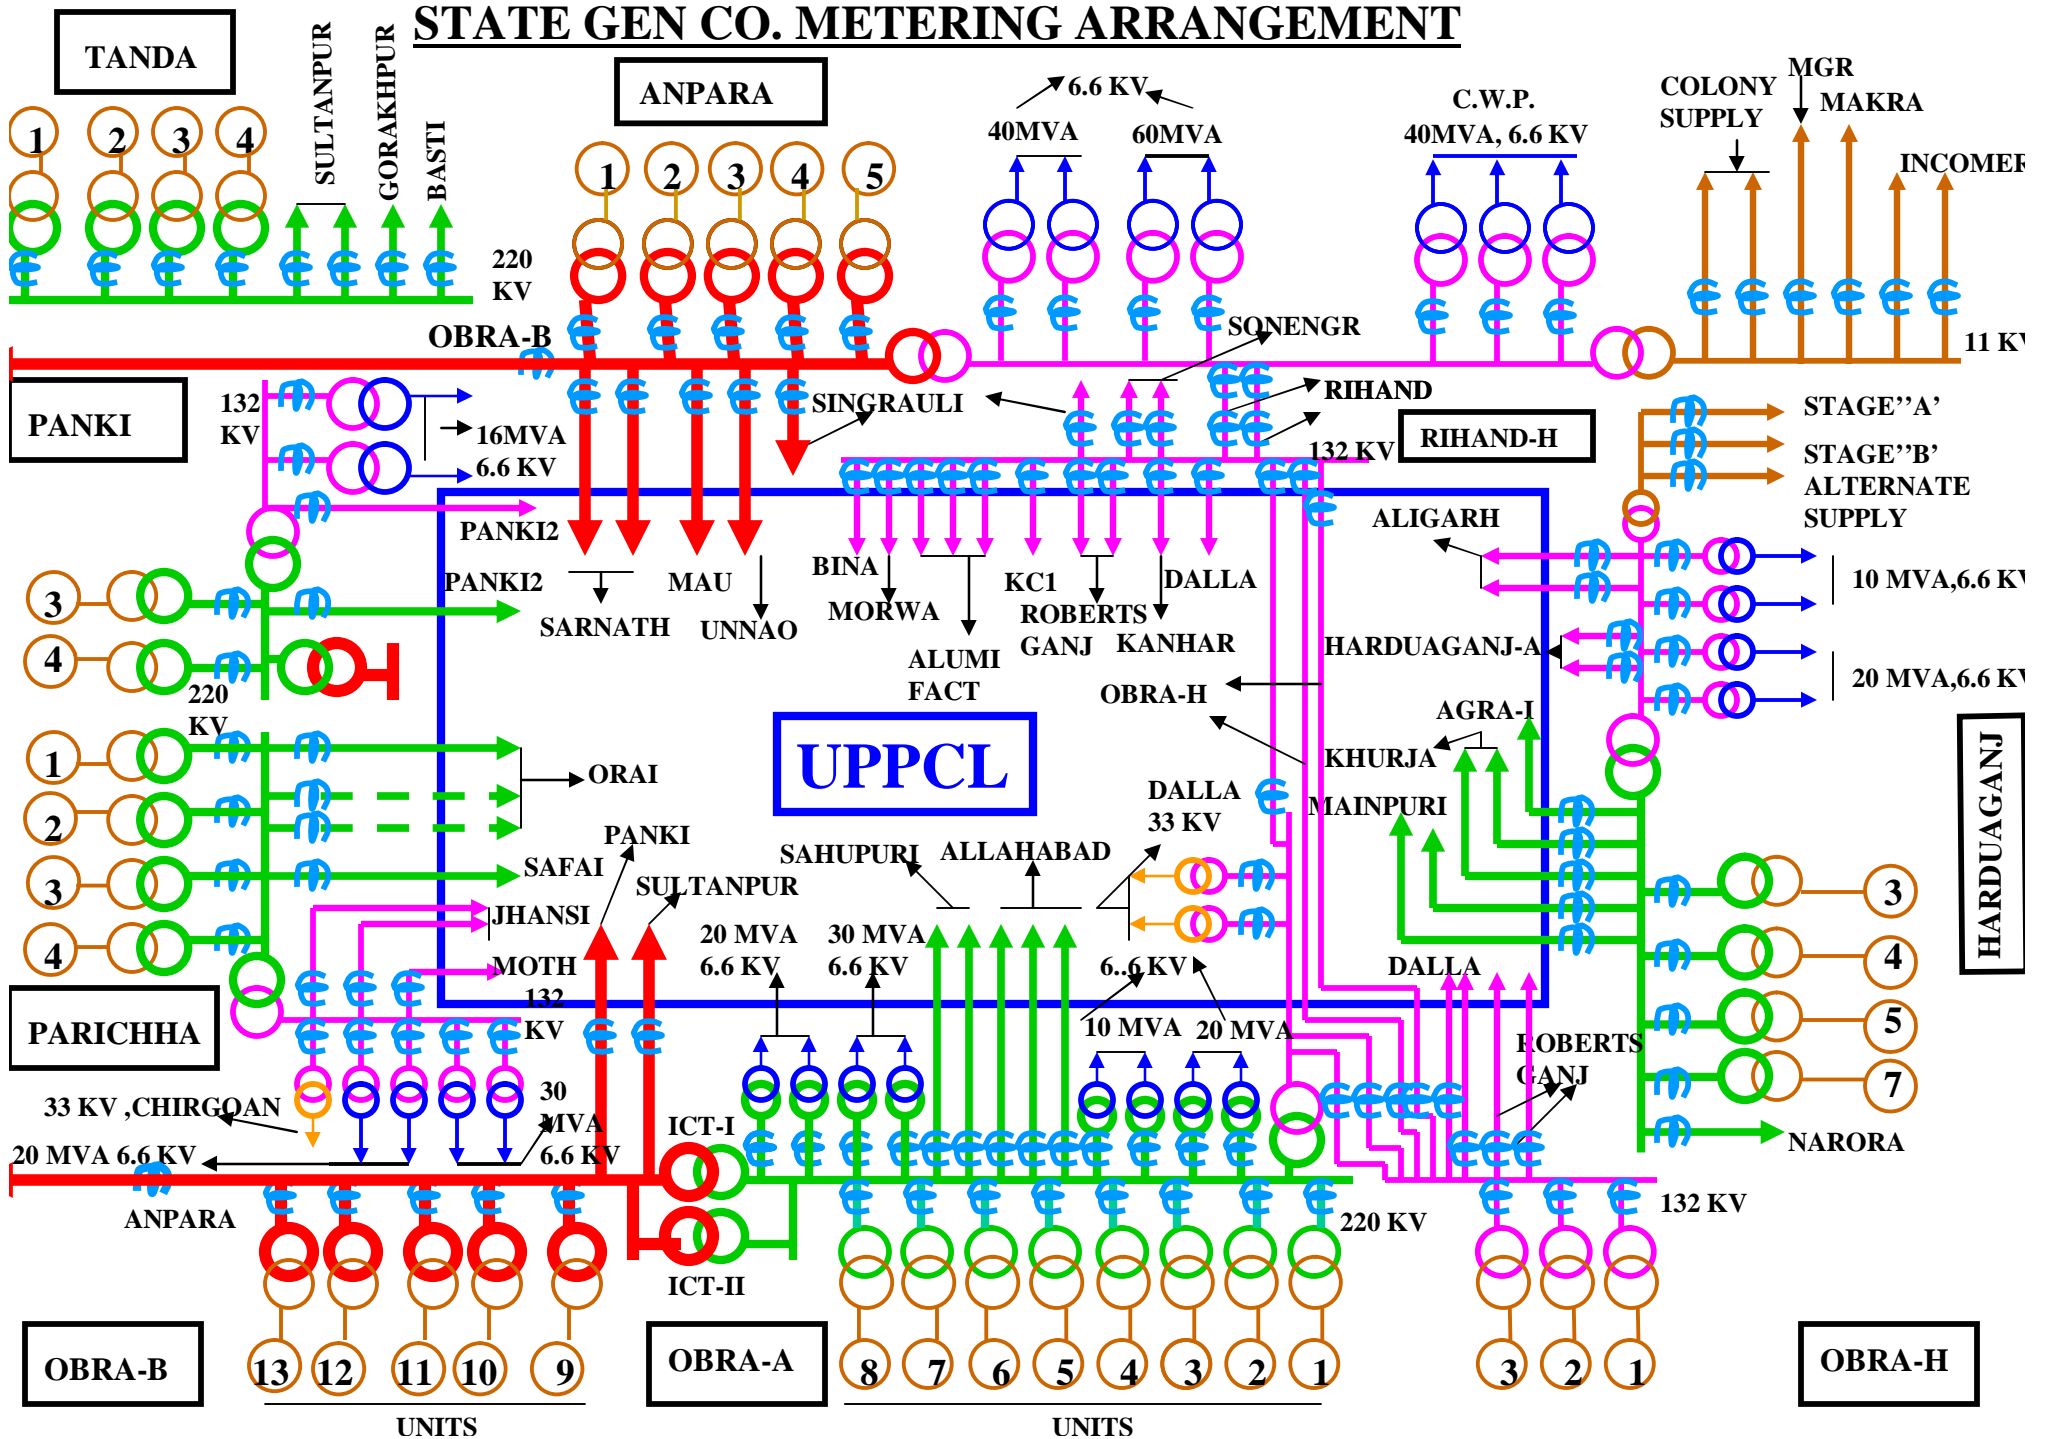 STATE GEN CO. METERING ARRANGEMENT
TANDA
1
2
3
4
SULTANPUR
GORAKHPUR
BASTI
220
KV
ANPARA
1
2
3
4
5
6.6 KV
40MVA
60MVA
C.W.P.
40MVA, 6.6 KV
COLONY
SUPPLY
MGR
MAKRA
INCOMER
11 KV
OBRA-B
SONENGR
SINGRAULI
RIHAND
132 KV
RIHAND-H
PANKI
132
KV
16MVA
6.6 KV
PANKI2
PANKI2
3
4
220
KV
SARNATH
MAU
UNNAO
BINA
MORWA
ALUMI
FACT
KC1
ROBERTS
GANJ
KANHAR
DALLA
STAGE''A'
STAGE''B'
ALTERNATE
SUPPLY
ALIGARH
10 MVA,6.6 KV
HARDUAGANJ-A
20 MVA,6.6 KV
OBRA-H
AGRA-I
KHURJA
MAINPURI
HARDUAGANJ
3
4
5
7
NARORA
UPPCL
1
2
3
4
ORAI
SAFAI
JHANSI
MOTH
132
KV
PARICHHA
PANKI
SULTANPUR
SAHUPURI
ALLAHABAD
DALLA
33 KV
20 MVA
6.6 KV
30 MVA
6.6 KV
6..6 KV
10 MVA
20 MVA
DALLA
ROBERTS
GANJ
33 KV ,CHIRGOAN
20 MVA 6.6 KV
30
MVA
6.6 KV
ICT-I
ICT-II
ANPARA
220 KV
132 KV
OBRA-B
13
12
11
10
9
UNITS
OBRA-A
8
7
6
5
4
3
2
1
UNITS
3
2
1
OBRA-H